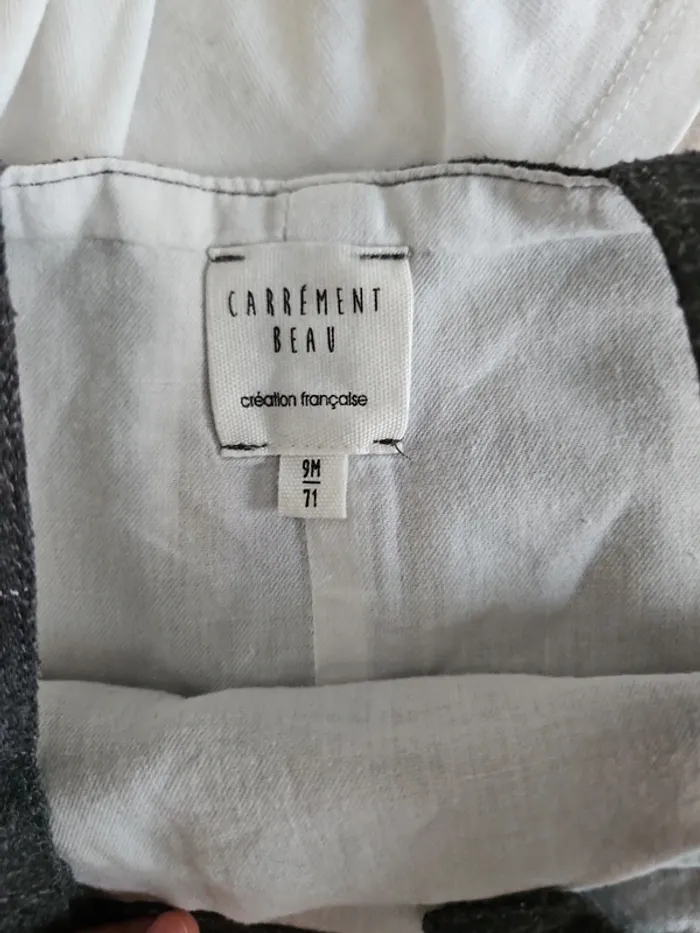 CARRÉMENT
BEAU
création française
9M
71